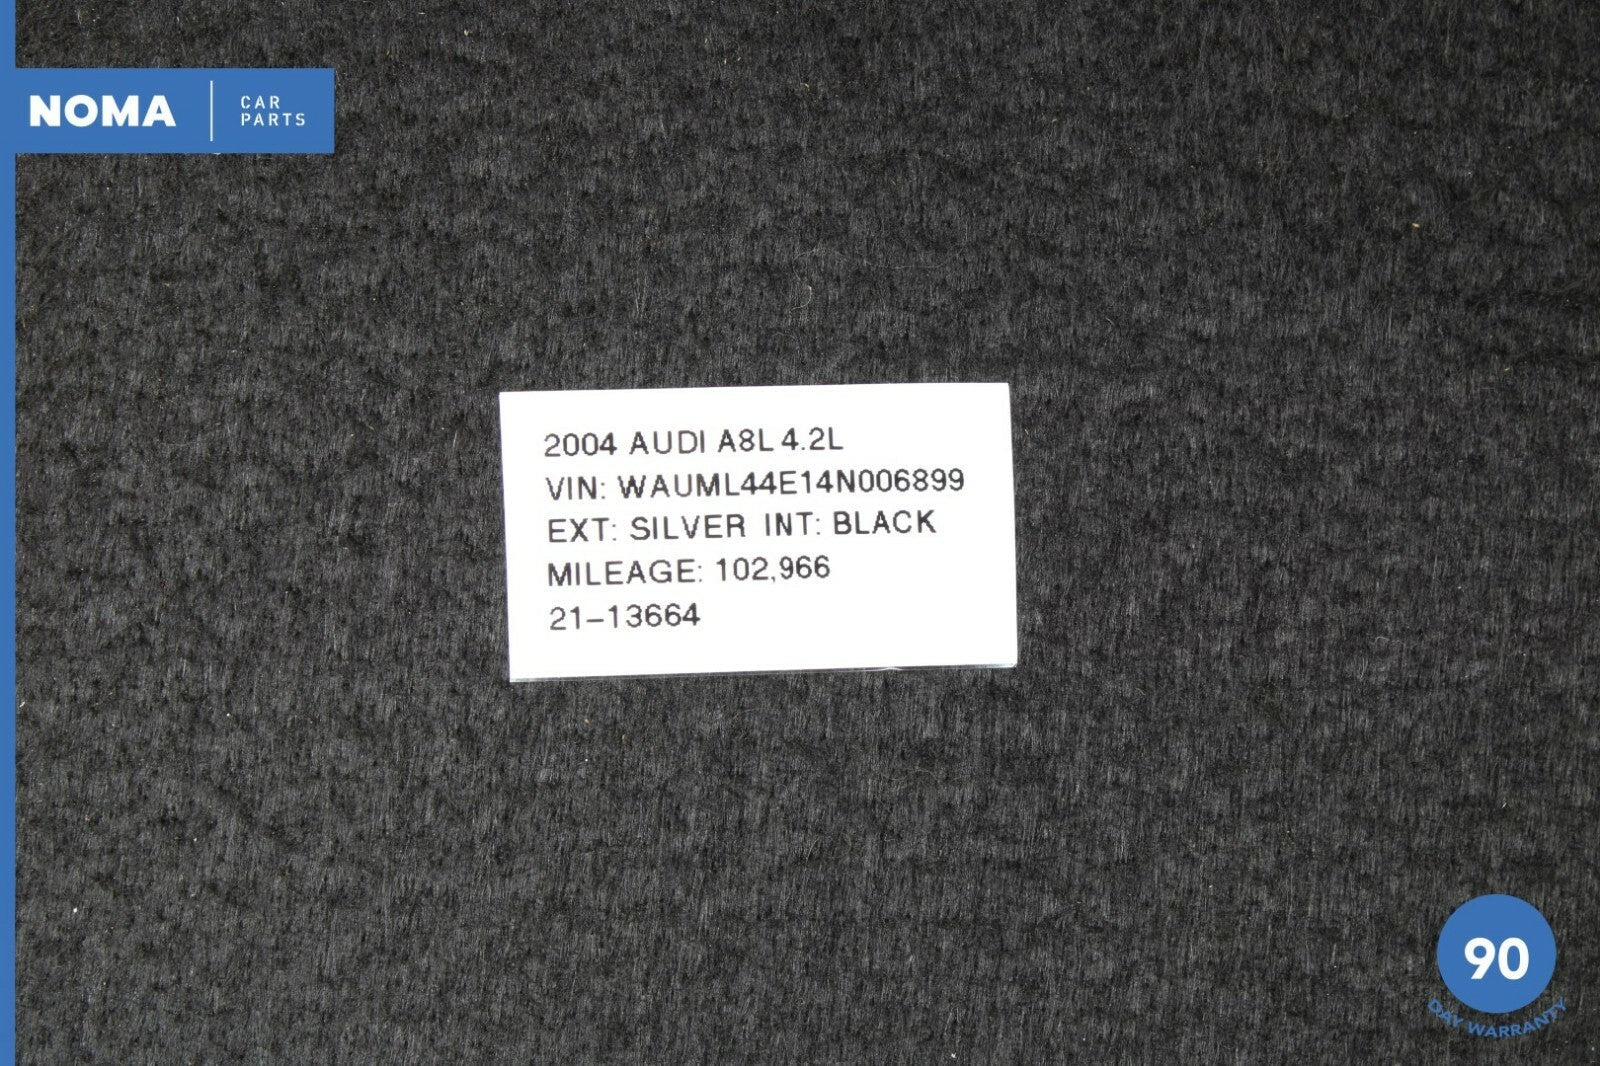 NOMA
CAR
PARTS
2004 AUDI A8L 4.2L
VIN: WAUML44E14N006899
EXT: SILVER INT: BLACK
MILEAGE: 102,966
21-13664
90
DAY WARRANTY